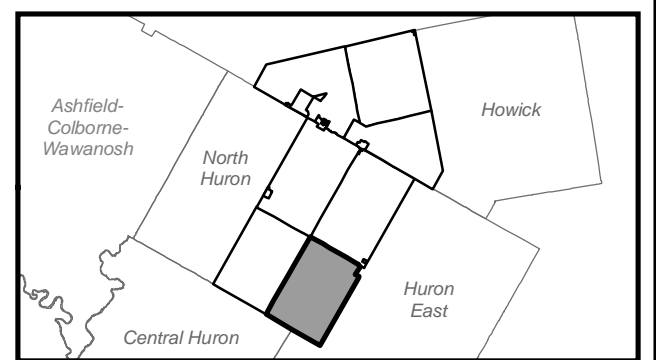 Ashfield-
Colborne-
Wawanosh
North
Huron
Howick
Huron
East
Central Huron